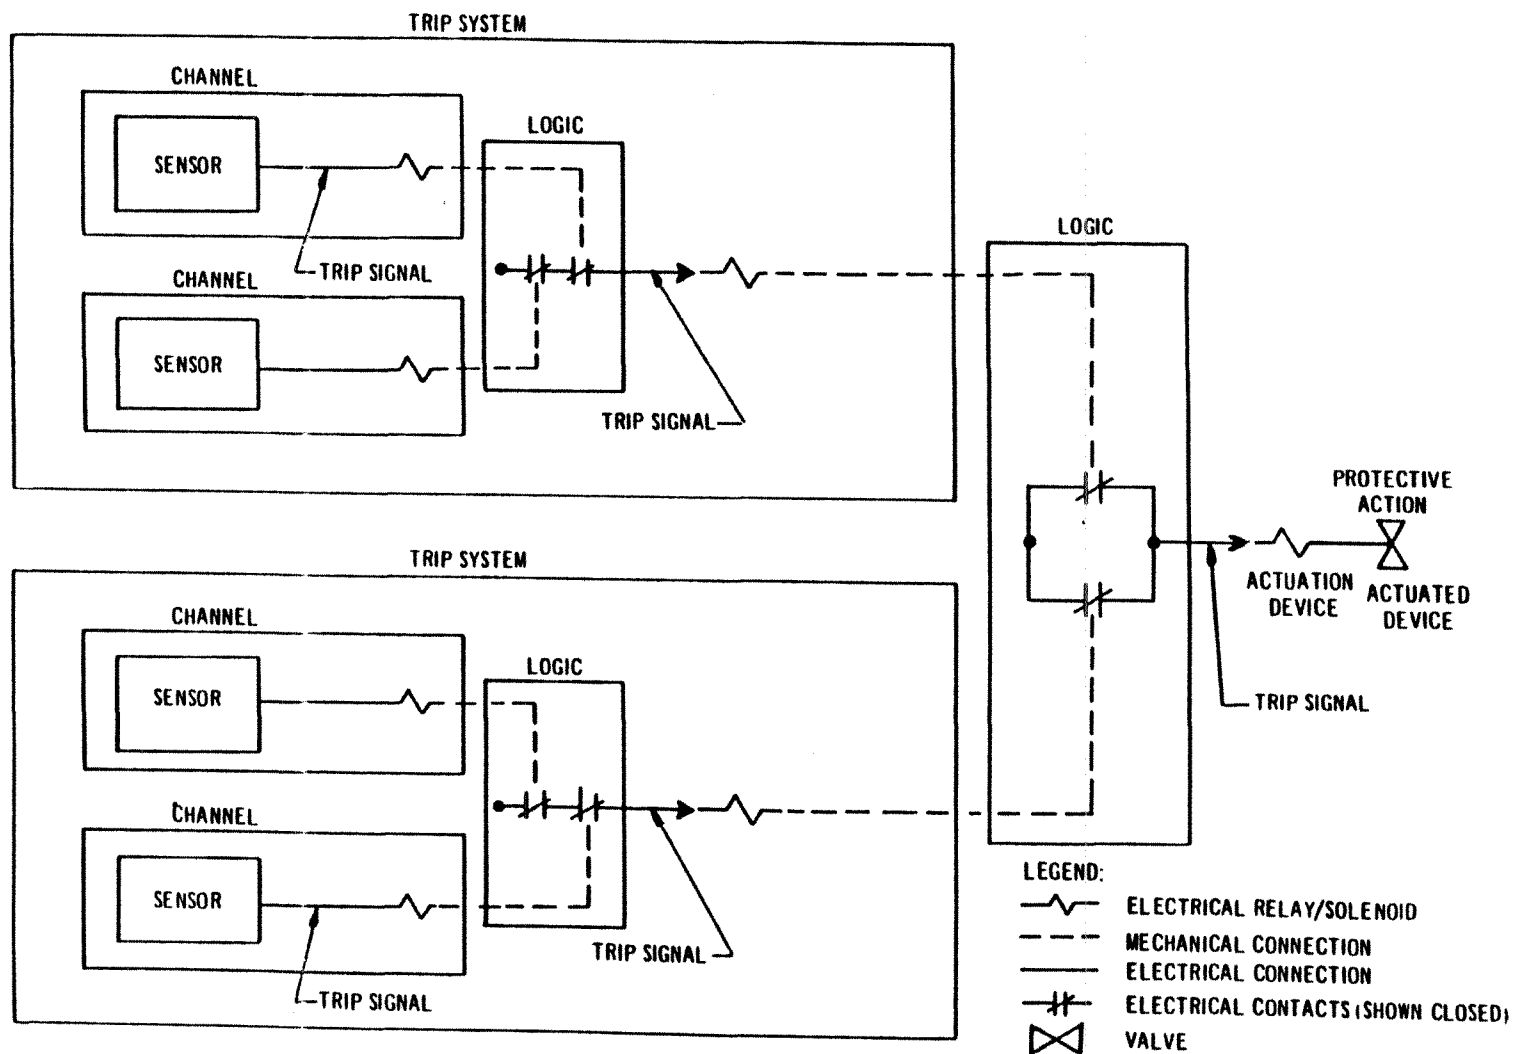 TRIP SYSTEM
CHANNEL
SENSOR
TRIP SIGNAL
LOGIC
CHANNEL
SENSOR
TRIP SIGNAL
TRIP SYSTEM
CHANNEL
SENSOR
LOGIC
CHANNEL
SENSOR
TRIP SIGNAL
TRIP SIGNAL
LOGIC
PROTECTIVE
ACTION
ACTUATION
DEVICE
ACTUATED
DEVICE
TRIP SIGNAL
LEGEND:
ELECTRICAL RELAY/SOLENOID
MECHANICAL CONNECTION
ELECTRICAL CONNECTION
ELECTRICAL CONTACTS (SHOWN CLOSED)
VALVE